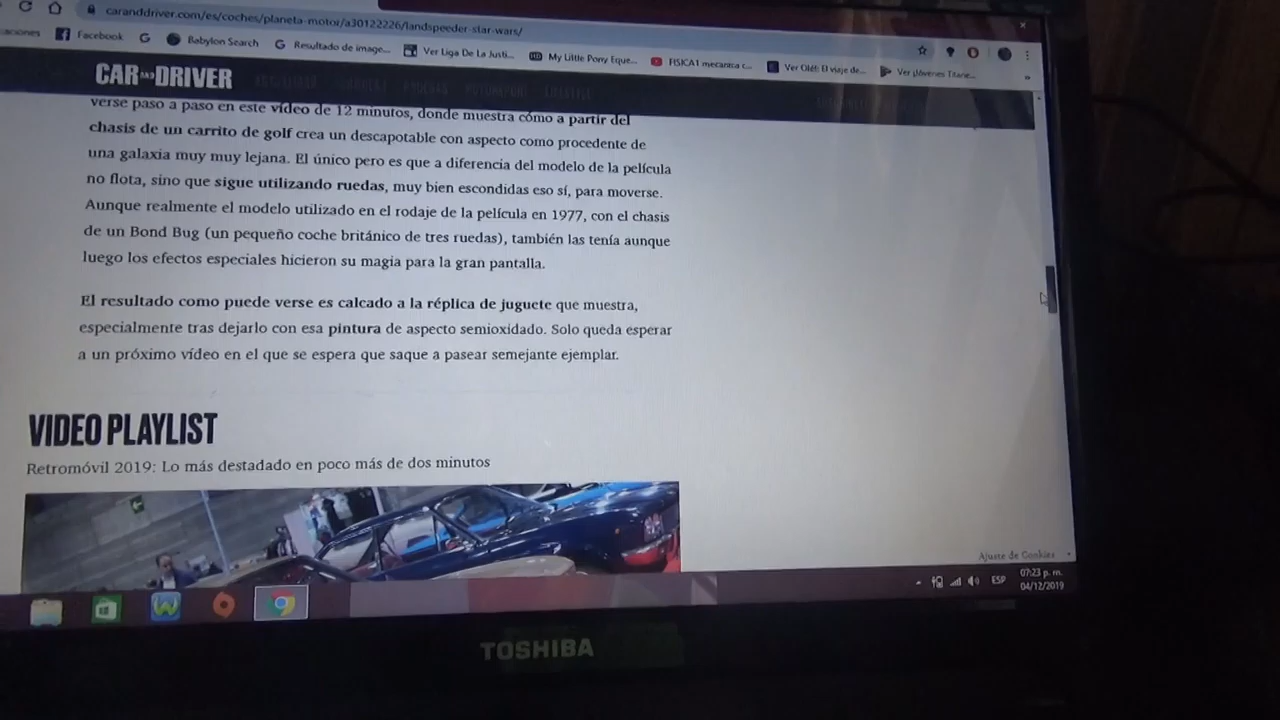 caranddriver.com/es/coches/planeta-motor/a30122226/landspeeder-star-wars/
aciones Facebook Babylon Search Resultado de image... Ver Liga De La Justi... My Little Pony Eque... FISICA1 mecanica c... Ver Olé!: El viaje de... Ver ¡Jóvenes Titane...
CAR AND DRIVER
verse paso a paso en este vídeo de 12 minutos, donde muestra cómo a partir del
chasis de un carrito de golf crea un descapotable con aspecto como procedente de
una galaxia muy muy lejana. El único pero es que a diferencia del modelo de la película
no flota, sino que sigue utilizando ruedas, muy bien escondidas eso sí, para moverse.
Aunque realmente el modelo utilizado en el rodaje de la película en 1977, con el chasis
de un Bond Bug (un pequeño coche británico de tres ruedas), también las tenía aunque
luego los efectos especiales hicieron su magia para la gran pantalla.
El resultado como puede verse es calcado a la réplica de juguete que muestra,
especialmente tras dejarlo con esa pintura de aspecto semioxidado. Solo queda esperar
a un próximo vídeo en el que se espera que saque a pasear semejante ejemplar.
VIDEO PLAYLIST
Retromóvil 2019: Lo más destadado en poco más de dos minutos
Ajuste de Cookies
ESP
07:23 p. m.
04/12/2019
TOSHIBA